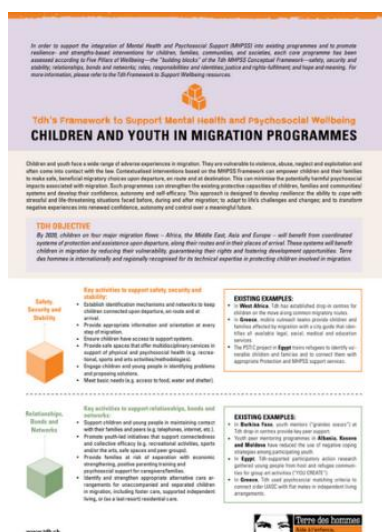 In order to support the integration of Mental Health and Psychosocial Support (MHPSS) into existing programmes and to promote
resilience- and strengths-based interventions for children, families, communities, and societies, each core programme has been
assessed according to Five Pillars of Wellbeing—the "building blocks" of the Tdh MHPSS Conceptual Framework—safety, security and
stability; relationships, bonds and networks; roles, responsibilities and identities; justice and rights-fulfilment; and hope and meaning. For
more information, please refer to the Tdh Framework to Support Wellbeing resources.
Tdh's Framework to Support Mental Health and Psychosocial Wellbeing
CHILDREN AND YOUTH IN MIGRATION PROGRAMMES
Children and youth face a wide range of adverse experiences in migration. They are vulnerable to violence, abuse, neglect and exploitation and
often come into contact with the law. Contextualized interventions based on the MHPSS framework can empower children and their families
to make safe, beneficial migratory choices upon departure, en route and at destination. This can minimise the potentially harmful psychosocial
impacts associated with migration. Such programmes can strengthen the existing protective capacities of children, families and communities/
systems and develop their confidence, autonomy and self-efficacy. This approach is designed to develop resilience: the ability to cope with
stressful and life-threatening situations faced before, during and after migration; to adapt to life's challenges and changes; and to transform
negative experiences into renewed confidence, autonomy and control over a meaningful future.
TDH OBJECTIVE
By 2020, children on four major migration flows – Africa, the Middle East, Asia and Europe – will benefit from coordinated
systems of protection and assistance upon departure, along their routes and in their places of arrival. These systems will benefit
children in migration by reducing their vulnerability, guaranteeing their rights and fostering development opportunities. Terre
des hommes is internationally and regionally recognised for its technical expertise in protecting children involved in migration.
Safety,
Security and
Stability
Key activities to support safety, security and
stability:
• Establish identification mechanisms and networks to keep
children connected upon departure, en route and at
arrival.
• Provide appropriate information and orientation at every
step of migration.
• Ensure children have access to support systems.
• Provide safe spaces that offer multidisciplinary services in
support of physical and psychosocial health (e.g. recrea-
tional, sports and arts activities/methodologies).
• Engage children and young people in identifying problems
and proposing solutions.
• Meet basic needs (e.g. access to food, water and shelter).
EXISTING EXAMPLES:
• In West Africa, Tdh has established drop-in centres for
children on the move along common migratory routes.
• In Greece, mobile outreach teams provide children and
families affected by migration with a city guide that iden-
tifies of available legal, social, medical and education
services.
• The PSTIC project in Egypt trains refugees to identify vul-
nerable children and families and to connect them with
appropriate Protection and MHPSS support services.
Relationships,
Bonds and
Networks
Key activities to support relationships, bonds and
networks:
• Support children and young people in maintaining contact
with their families and peers (e.g. telephones, internet, etc.).
• Promote youth-led initiatives that support connectedness
and collective efficacy (e.g. recreational activities, sports
and/or the arts, safe spaces and peer groups).
• Provide families at risk of separation with economic
strengthening, positive parenting training and
psychosocial support for caregivers/families.
• Identify and strengthen appropriate alternative care ar-
rangements for unaccompanied and separated children
in migration, including foster care, supported independent
living, or (as a last-resort) residential care.
EXISTING EXAMPLES:
• In Burkina Faso, youth mentors ("grandes soeurs") at
Tdh drop-in centres provide key peer support.
• Youth peer mentoring programmes in Albania, Kosovo
and Moldova have reduced the use of negative coping
strategies among participating youth.
• In Egypt, Tdh-supported participatory action research
gathered young people from host and refugee communi-
ties for group art activities ("YOU CREATE").
• In Greece, Tdh used psychosocial matching criteria to
connect older UASC with flat mates in independent living
arrangements.
www.tdh.ch
Terre des hommes
Aide à l'enfance.